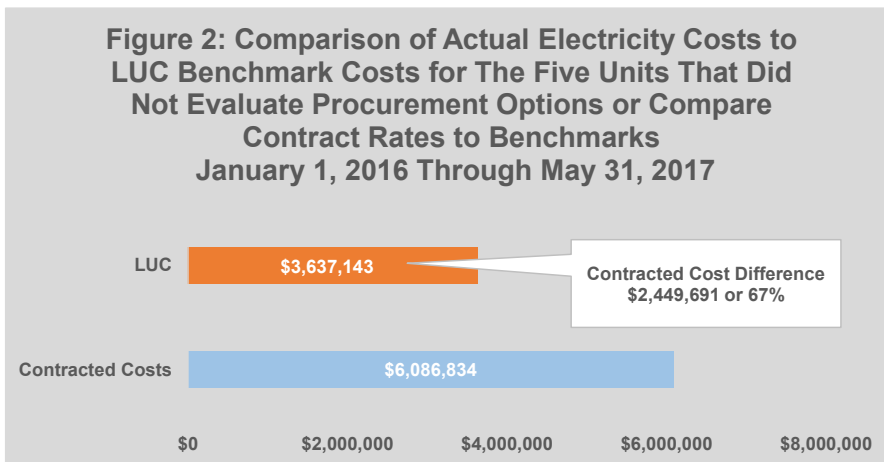 Figure 2: Comparison of Actual Electricity Costs to
LUC Benchmark Costs for The Five Units That Did
Not Evaluate Procurement Options or Compare
Contract Rates to Benchmarks
January 1, 2016 Through May 31, 2017
LUC
$3,637,143
Contracted Cost Difference
$2,449,691 or 67%
Contracted Costs
$6,086,834
$0
$2,000,000
$4,000,000
$6,000,000
$8,000,000